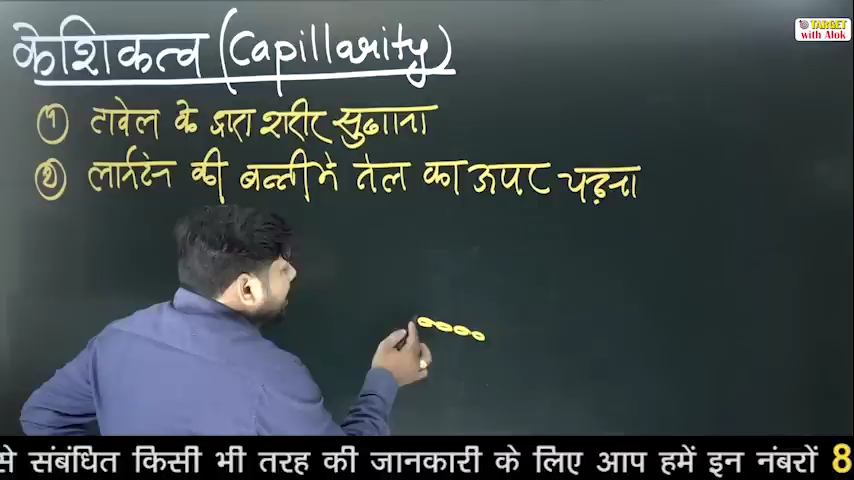 केशिकत्व (Capillarity)
TARGET
with Alok
① तावेल के द्वारा शरीर सुखाना
② लालटेन की बत्ती में तेल का ऊपर चढ़ना
से संबंधित किसी भी तरह की जानकारी के लिए आप हमें इन नंबरों 8